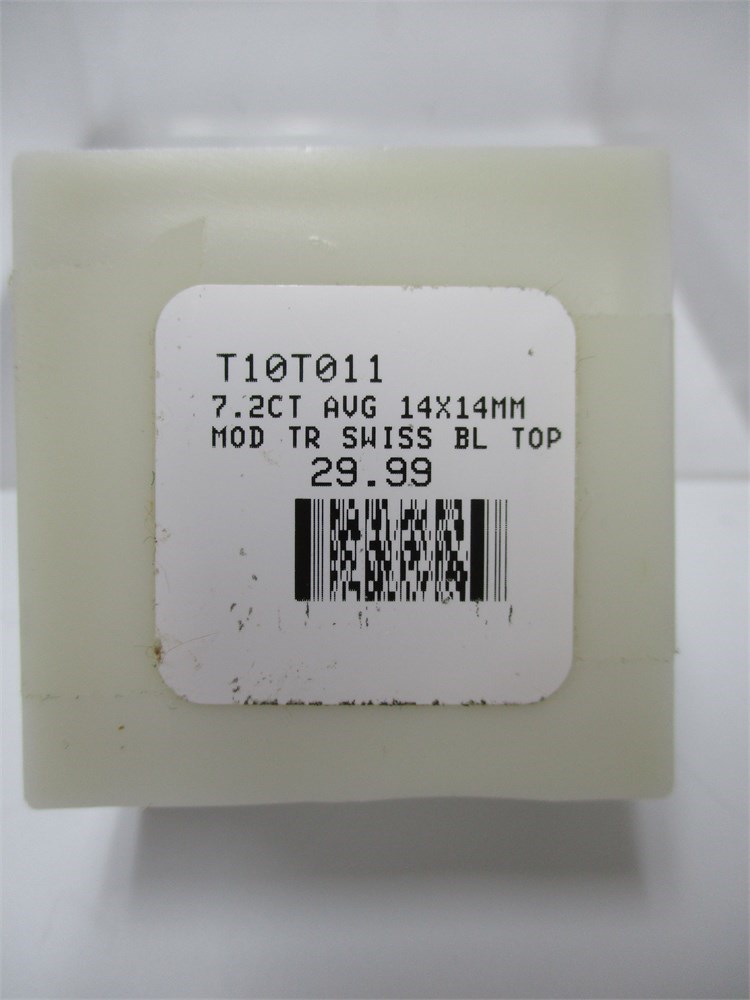 T10T011
7.2CT AVG 14X14MM
MOD TR SWISS BL TOP
29.99